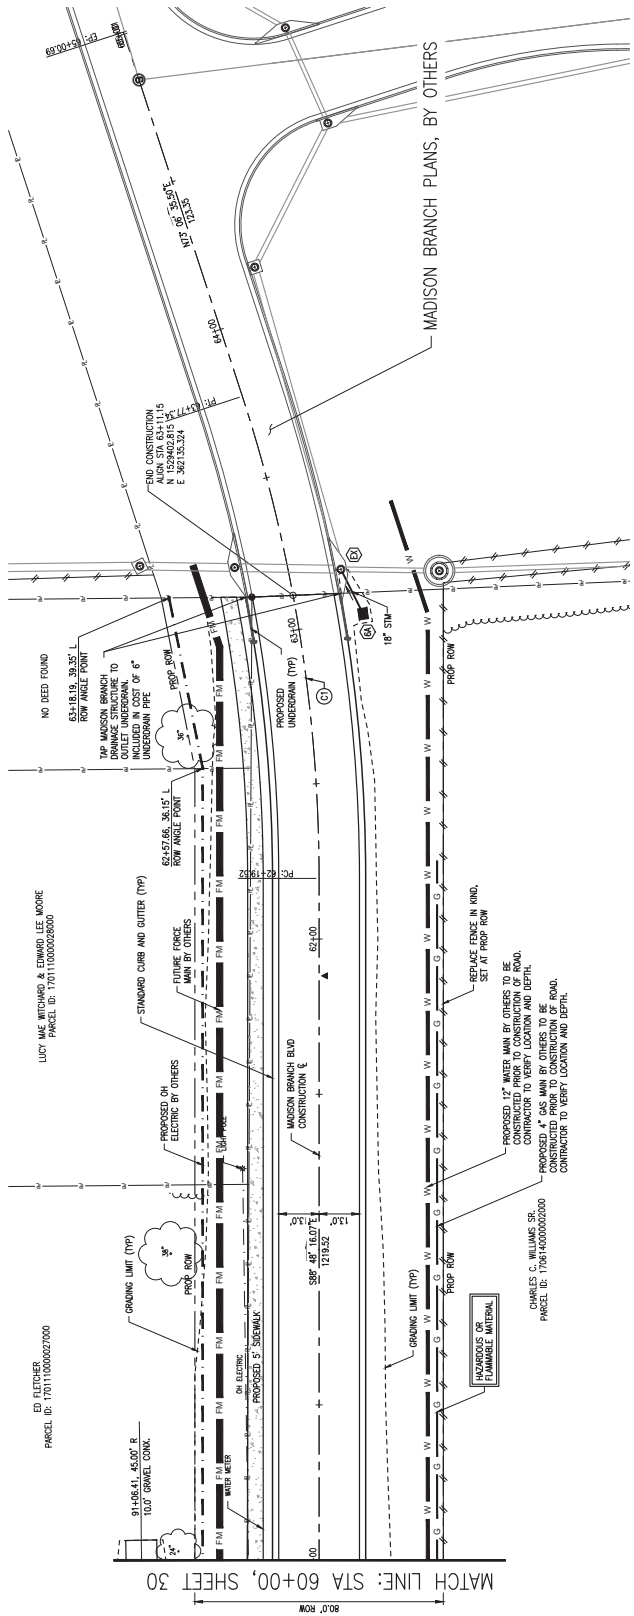 EP: 65+00.69
N73° 06' 35.50"E
123.35
MADISON BRANCH PLANS, BY OTHERS
64+00
PT: 63+77.34
END CONSTRUCTION
ALIGN STA 63+11.15
N 1529402.815
E 362135.324
NO DEED FOUND
63+18.19, 39.35' L
ROW ANGLE POINT
TAP MADISON BRANCH
DRAINAGE STRUCTURE TO
OUTLET UNDERDRAIN.
INCLUDED IN COST OF 6"
UNDERDRAIN PIPE
PROP ROW
36"
62+57.66, 36.15' L
ROW ANGLE POINT
PROPOSED
UNDERDRAIN (TYP)
63+00
C1
EX
6A
18" STM
PROP ROW
LUCY MAE WITCHARD & EDWARD LEE MOORE
PARCEL ID: 1701110000028000
STANDARD CURB AND GUTTER (TYP)
FUTURE FORCE
MAIN BY OTHERS
PC: 62+19.52
62+00
PROPOSED OH
ELECTRIC BY OTHERS
LIGHT POLE
MADISON BRANCH BLVD
CONSTRUCTION ℄
REPLACE FENCE IN KIND,
SET AT PROP ROW
PROPOSED 12" WATER MAIN BY OTHERS TO BE
CONSTRUCTED PRIOR TO CONSTRUCTION OF ROAD.
CONTRACTOR TO VERIFY LOCATION AND DEPTH.
PROPOSED 4" GAS MAIN BY OTHERS TO BE
CONSTRUCTED PRIOR TO CONSTRUCTION OF ROAD.
CONTRACTOR TO VERIFY LOCATION AND DEPTH.
38"
PROP ROW
GRADING LIMIT (TYP)
13.0'
13.0'
S88° 48' 16.07"E
1219.52
PROP ROW
CHARLES C. WILLIAMS SR.
PARCEL ID: 1706140000002000
GRADING LIMIT (TYP)
HAZARDOUS OR
FLAMMABLE MATERIAL
ED FLETCHER
PARCEL ID: 1701110000027000
OH ELECTRIC
PROPOSED 5' SIDEWALK
WATER METER
91+06.41, 45.00' R
10.0' GRAVEL CONX.
24"
FM
W
G
MATCH LINE: STA 60+00, SHEET 30
80.0' ROW